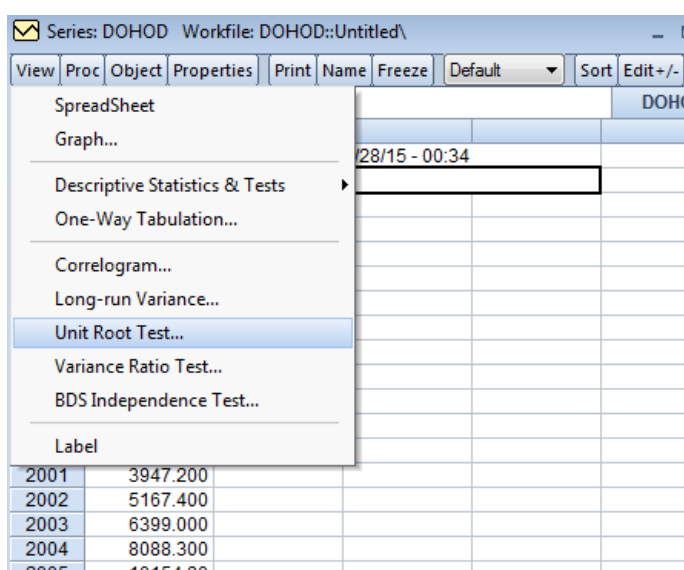 Series: DOHOD Workfile: DOHOD::Untitled\
View Proc Object Properties Print Name Freeze Default Sort Edit+/-
SpreadSheet
Graph...
/28/15 - 00:34
Descriptive Statistics & Tests
One-Way Tabulation...
Correlogram...
Long-run Variance...
Unit Root Test...
Variance Ratio Test...
BDS Independence Test...
Label
2001 3947.200
2002 5167.400
2003 6399.000
2004 8088.300